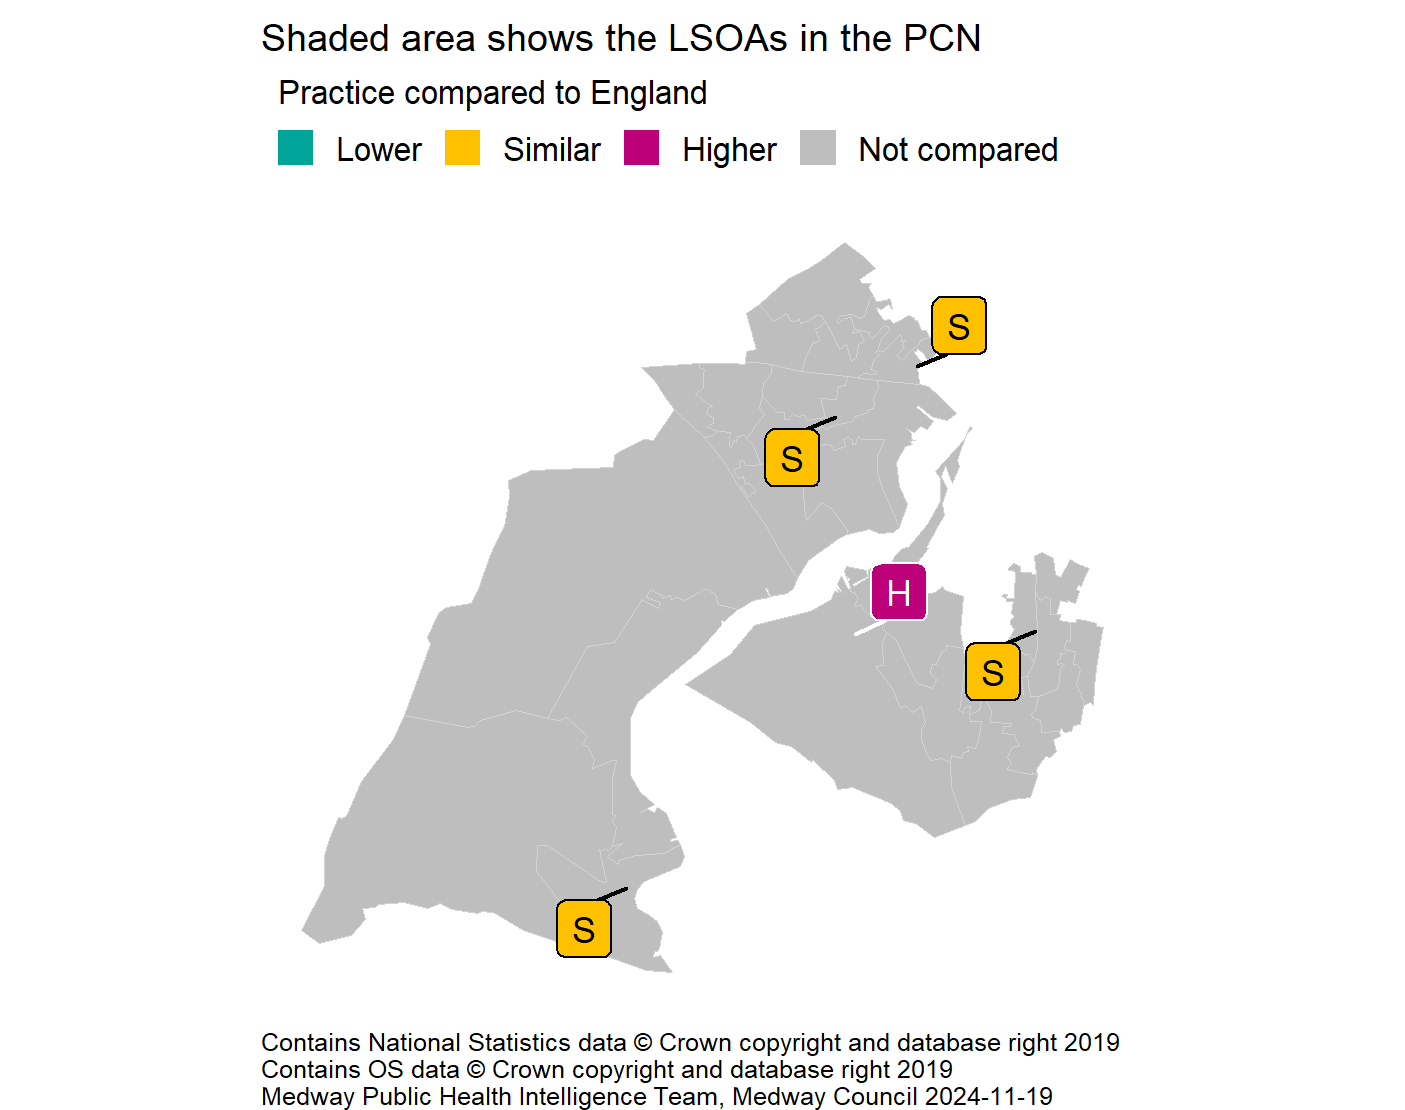 Shaded area shows the LSOAs in the PCN
Practice compared to England
Lower Similar Higher Not compared
S
S
H
S
S
Contains National Statistics data © Crown copyright and database right 2019
Contains OS data © Crown copyright and database right 2019
Medway Public Health Intelligence Team, Medway Council 2024-11-19